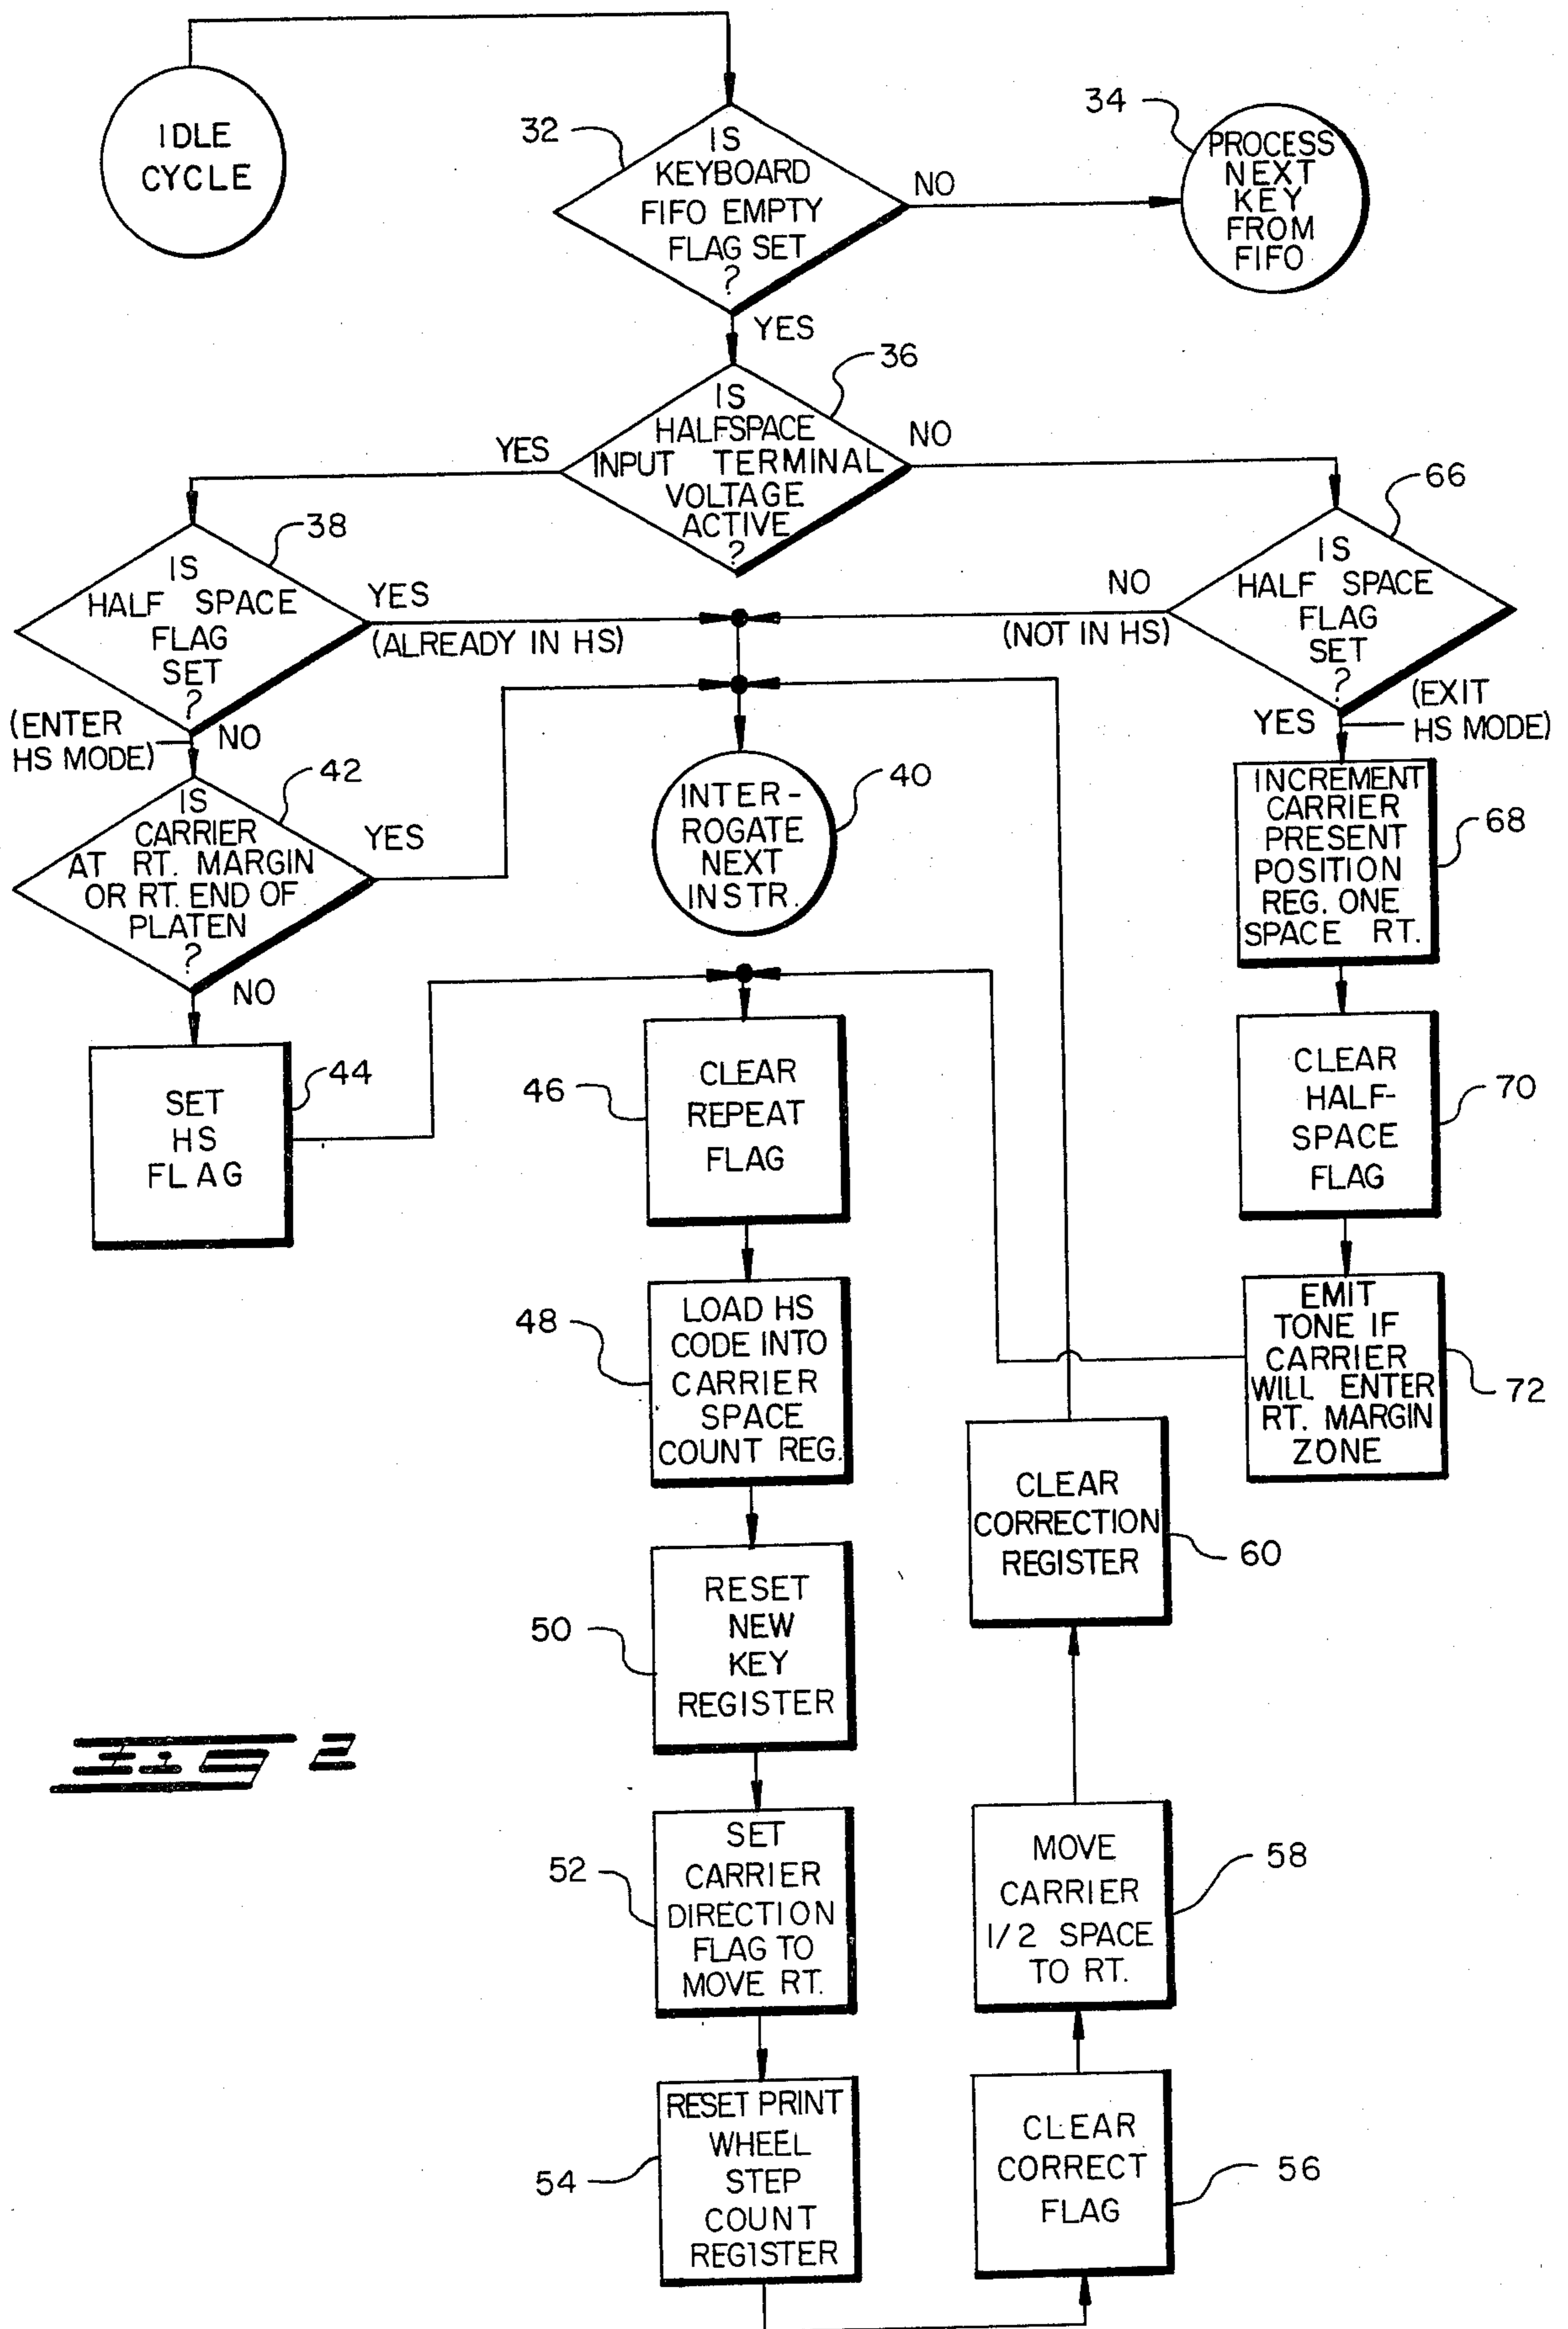 IDLE
CYCLE
32
IS
KEYBOARD
FIFO EMPTY
FLAG SET
?
NO
34
PROCESS
NEXT
KEY
FROM
FIFO
YES
36
IS
HALFSPACE
INPUT TERMINAL
VOLTAGE
ACTIVE
?
YES
NO
38
IS
HALF SPACE
FLAG
SET
?
YES
(ALREADY IN HS)
66
IS
HALF SPACE
FLAG
SET
?
NO
(NOT IN HS)
(ENTER
HS MODE)
NO
YES
(EXIT
HS MODE)
42
IS
CARRIER
AT RT. MARGIN
OR RT. END OF
PLATEN
?
YES
NO
40
INTER-
ROGATE
NEXT
INSTR.
INCREMENT
CARRIER
PRESENT
POSITION
REG. ONE
SPACE RT.
68
SET
HS
FLAG
44
46
CLEAR
REPEAT
FLAG
CLEAR
HALF-
SPACE
FLAG
70
48
LOAD HS
CODE INTO
CARRIER
SPACE
COUNT REG.
EMIT
TONE IF
CARRIER
WILL ENTER
RT. MARGIN
ZONE
72
50
RESET
NEW
KEY
REGISTER
CLEAR
CORRECTION
REGISTER
60
FIG 2
52
SET
CARRIER
DIRECTION
FLAG TO
MOVE RT.
MOVE
CARRIER
1/2 SPACE
TO RT.
58
54
RESET PRINT
WHEEL
STEP
COUNT
REGISTER
CLEAR
CORRECT
FLAG
56